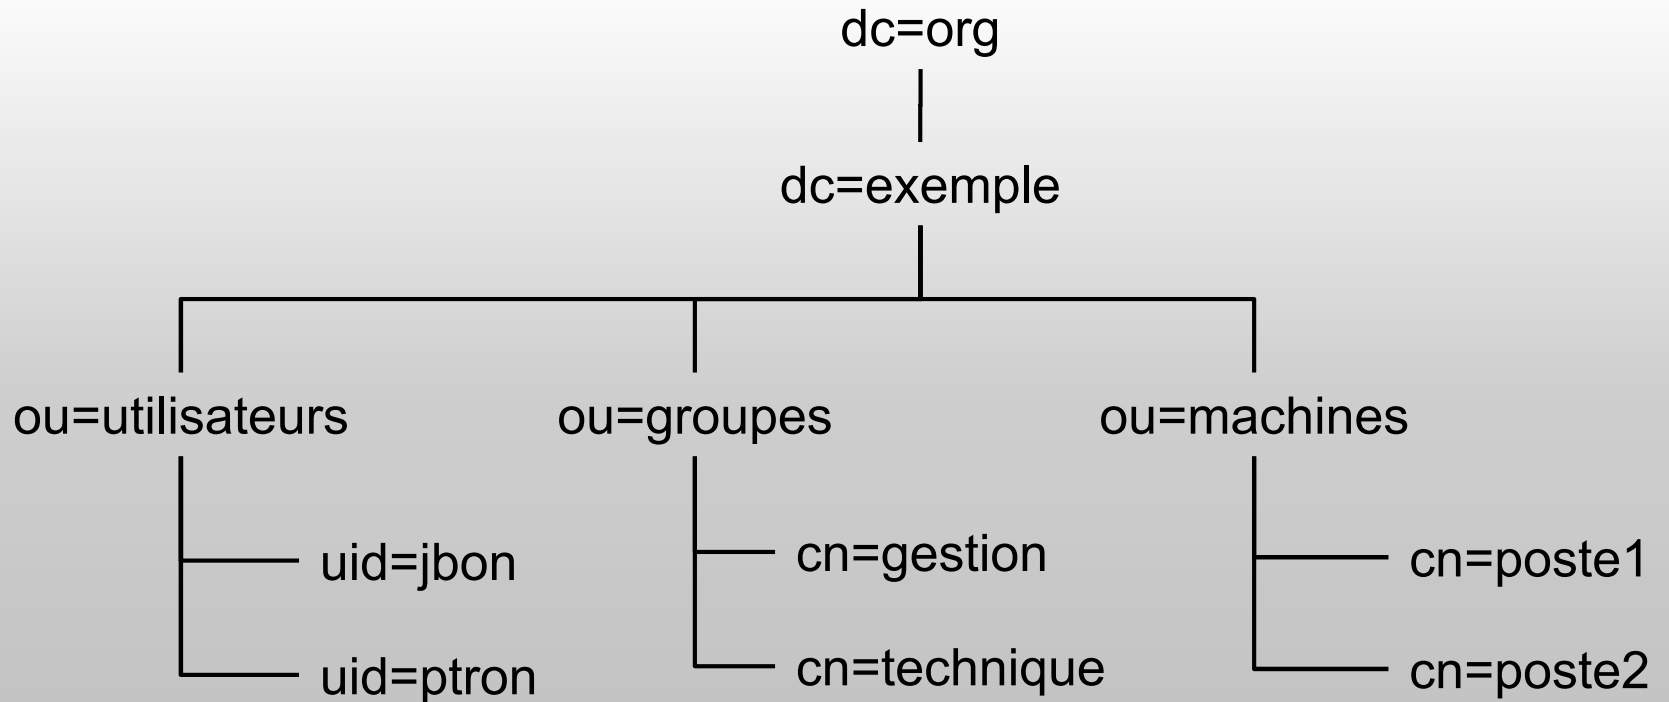 dc=org
dc=exemple
ou=utilisateurs
ou=groupes
ou=machines
uid=jbon
cn=gestion
cn=poste1
uid=ptron
cn=technique
cn=poste2